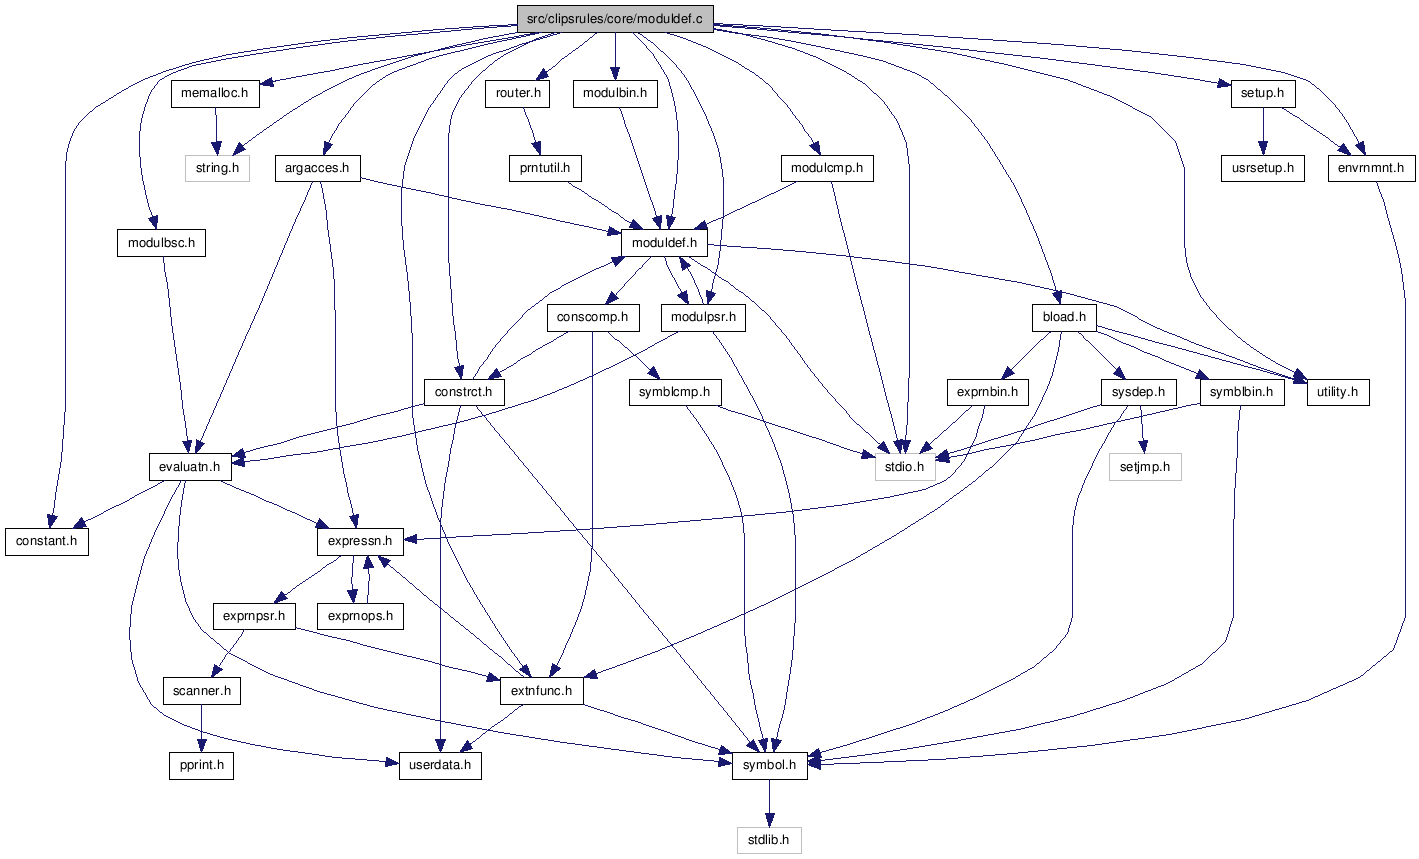 src/clipsrules/core/moduldef.c
memalloc.h
router.h
modulbin.h
setup.h
string.h
argacces.h
prntutil.h
modulcmp.h
usrsetup.h
envrnmnt.h
modulbsc.h
moduldef.h
conscomp.h
modulpsr.h
bload.h
constrct.h
symblcmp.h
exprnbin.h
sysdep.h
symblbin.h
utility.h
evaluatn.h
stdio.h
setjmp.h
constant.h
expressn.h
exprnpsr.h
exprnops.h
scanner.h
extnfunc.h
pprint.h
userdata.h
symbol.h
stdlib.h